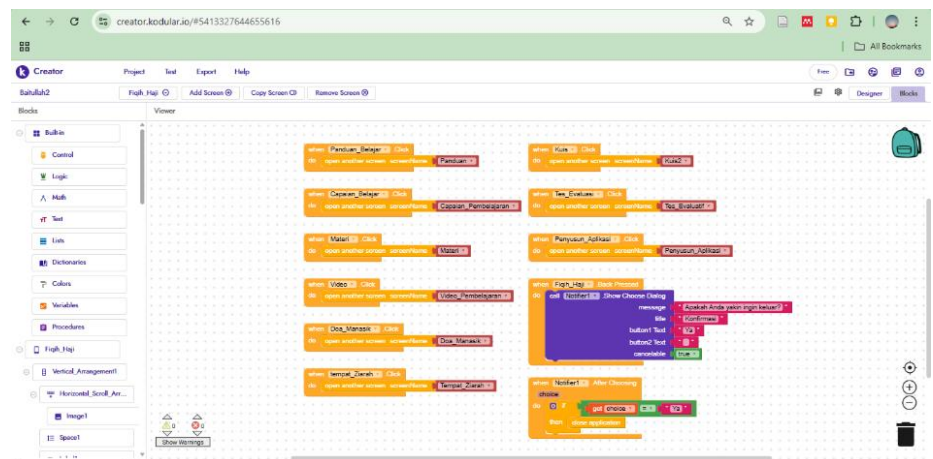 creator.kodular.io/#5413327644655616
All Bookmarks
Creator
Project
Test
Export
Help
Free
Baitullah2
Fiqih_Haji
Add Screen
Copy Screen
Remove Screen
Designer
Blocks
Blocks
Viewer
Built-in
Control
Logic
Math
Text
Lists
Dictionaries
Colors
Variables
Procedures
Fiqih_Haji
Vertical_Arrangement1
Horizontal_Scroll_Arr...
Image1
Space1
when Panduan_Belajar .Click
do open another screen screenName Panduan
when Capaian_Belajar .Click
do open another screen screenName Capaian_Pembelajaran
when Materi .Click
do open another screen screenName Materi
when Video .Click
do open another screen screenName Video_Pembelajaran
when Doa_Manasik .Click
do open another screen screenName Doa_Manasik
when tempat_Ziarah .Click
do open another screen screenName Tempat_Ziarah
when Kuis .Click
do open another screen screenName Kuis2
when Tes_Evaluasi .Click
do open another screen screenName Tes_Evaluatif
when Penyusun_Aplikasi .Click
do open another screen screenName Penyusun_Aplikasi
when Fiqih_Haji .Back Pressed
do call Notifier1 .Show Choose Dialog
message " Apakah Anda yakin ingin keluar? "
title " Konfirmasi "
button1 Text " Ya "
button2 Text " "
cancelable true
when Notifier1 .After Choosing
choice
do if get choice = " Ya "
then close application
0
0
Show Warnings